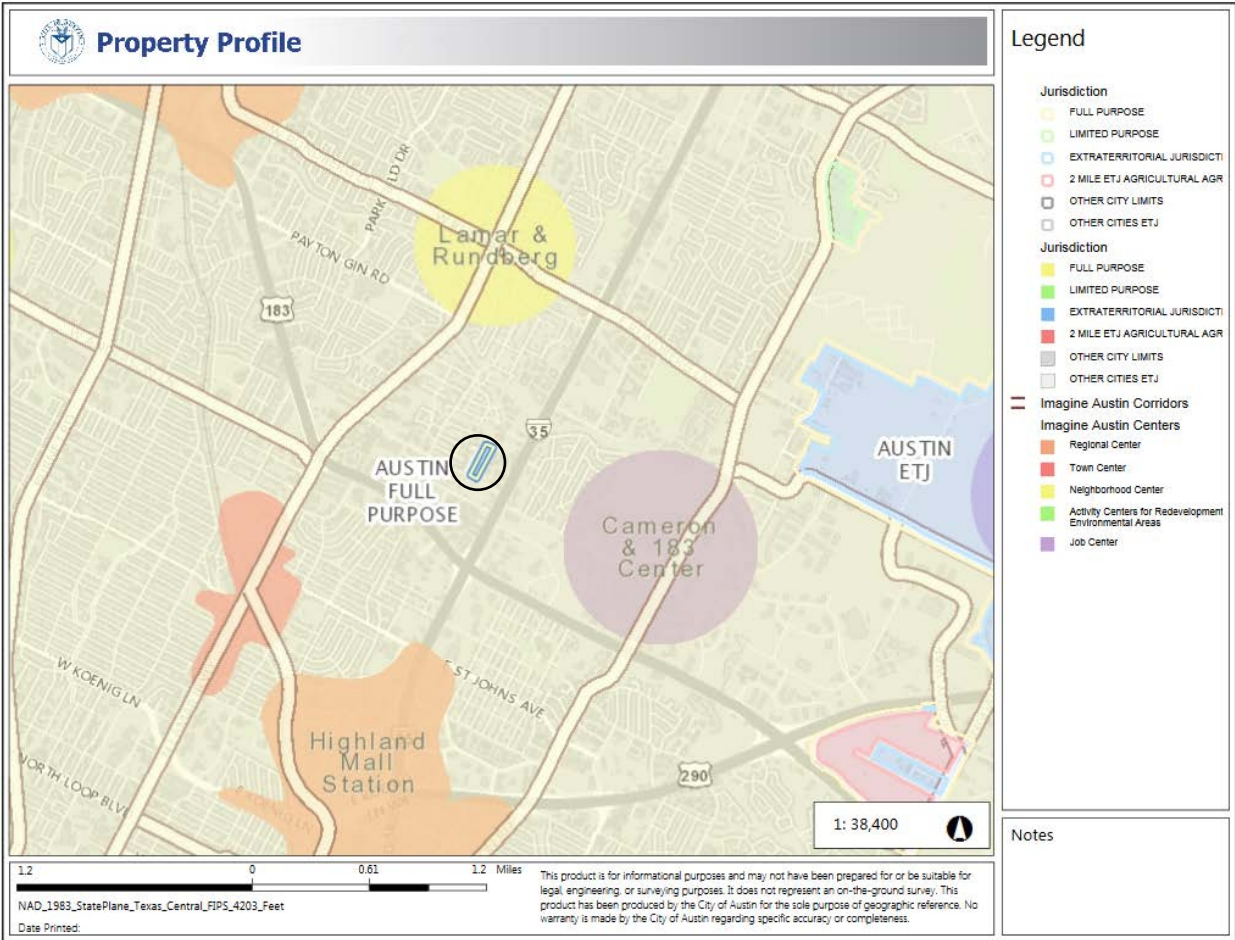 Property Profile
Legend
Jurisdiction
FULL PURPOSE
LIMITED PURPOSE
EXTRATERRITORIAL JURISDICTI
2 MILE ETJ AGRICULTURAL AGR
OTHER CITY LIMITS
OTHER CITIES ETJ
Jurisdiction
FULL PURPOSE
LIMITED PURPOSE
EXTRATERRITORIAL JURISDICTI
2 MILE ETJ AGRICULTURAL AGR
OTHER CITY LIMITS
OTHER CITIES ETJ
Imagine Austin Corridors
Imagine Austin Centers
Regional Center
Town Center
Neighborhood Center
Activity Centers for Redevelopment
Environmental Areas
Job Center
Notes
LD DR
PARK
Lamar &
Rundberg
PAYTON GIN RD
183
35
AUSTIN
FULL
PURPOSE
AUSTIN
ETJ
Cameron
& 183
Center
W KOENIG LN
E ST JOHNS AVE
Highland
Mall
Station
NORTH LOOP BLV
E KOENIG LN
290
1: 38,400
1.2 0 0.61 1.2 Miles
NAD_1983_StatePlane_Texas_Central_FIPS_4203_Feet
Date Printed:
This product is for informational purposes and may not have been prepared for or be suitable for
legal, engineering, or surveying purposes. It does not represent an on-the-ground survey. This
product has been produced by the City of Austin for the sole purpose of geographic reference. No
warranty is made by the City of Austin regarding specific accuracy or completeness.